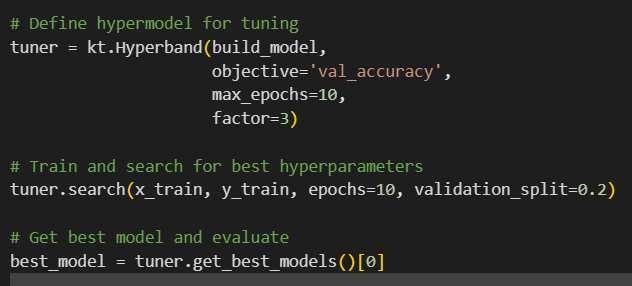 # Define hypermodel for tuning
tuner = kt.Hyperband(build_model,
                     objective='val_accuracy',
                     max_epochs=10,
                     factor=3)
# Train and search for best hyperparameters
tuner.search(x_train, y_train, epochs=10, validation_split=0.2)
# Get best model and evaluate
best_model = tuner.get_best_models()[0]